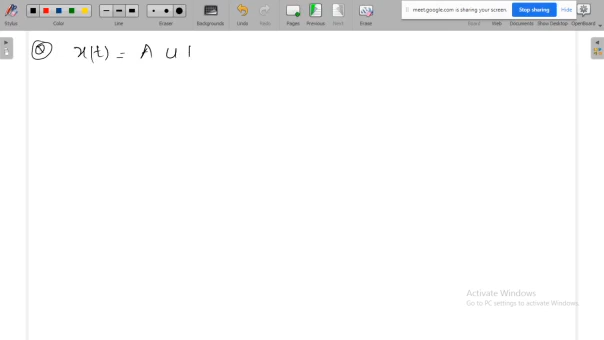 meet.google.com is sharing your screen.
Stop sharing
Hide
Stylus
Color
Line
Eraser
Backgrounds
Undo
Redo
Pages
Previous
Next
Erase
Board
Web
Documents
Show Desktop
OpenBoard
Q x(t) = A u (
Activate Windows
Go to PC settings to activate Windows.